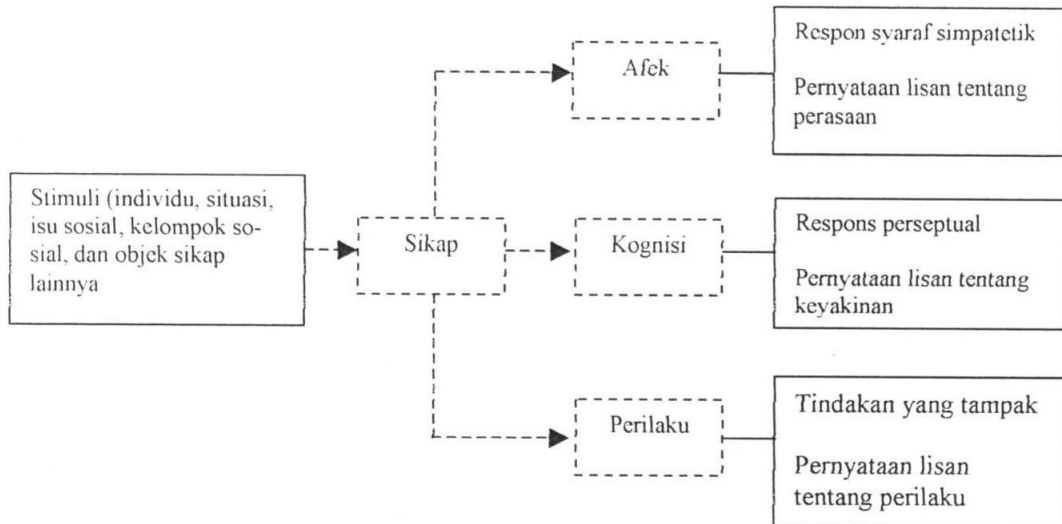 Stimuli (individu, situasi,
isu sosial, kelompok so-
sial, dan objek sikap
lainnya
Sikap
Afek
Respon syaraf simpatetik
Pernyataan lisan tentang
perasaan
Kognisi
Respons perseptual
Pernyataan lisan tentang
keyakinan
Perilaku
Tindakan yang tampak
Pernyataan lisan
tentang perilaku